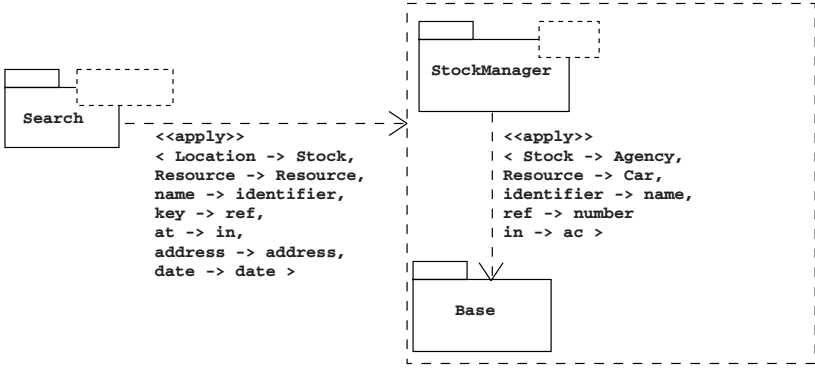 StockManager
Search
<<apply>>
< Location -> Stock,
Resource -> Resource,
name -> identifier,
key -> ref,
at -> in,
address -> address,
date -> date >
<<apply>>
< Stock -> Agency,
Resource -> Car,
identifier -> name,
ref -> number
in -> ac >
Base